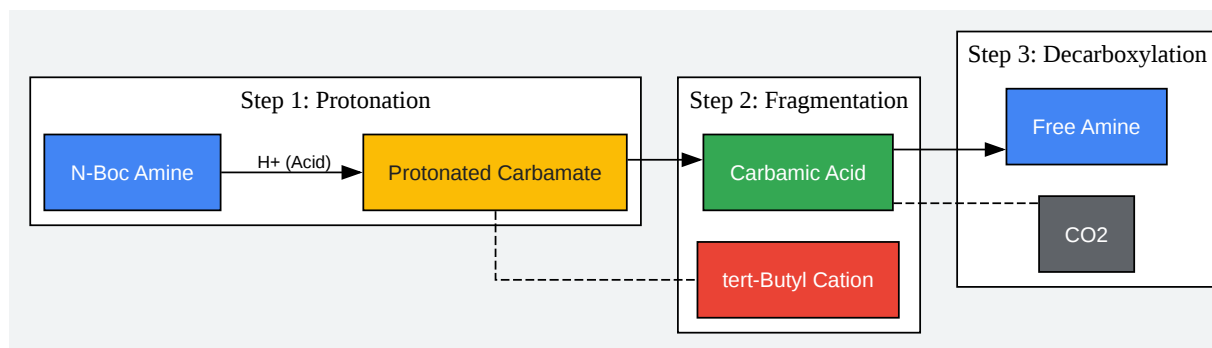 Step 1: Protonation
N-Boc Amine
H+ (Acid)
Protonated Carbamate
Step 2: Fragmentation
Carbamic Acid
tert-Butyl Cation
Step 3: Decarboxylation
Free Amine
CO2